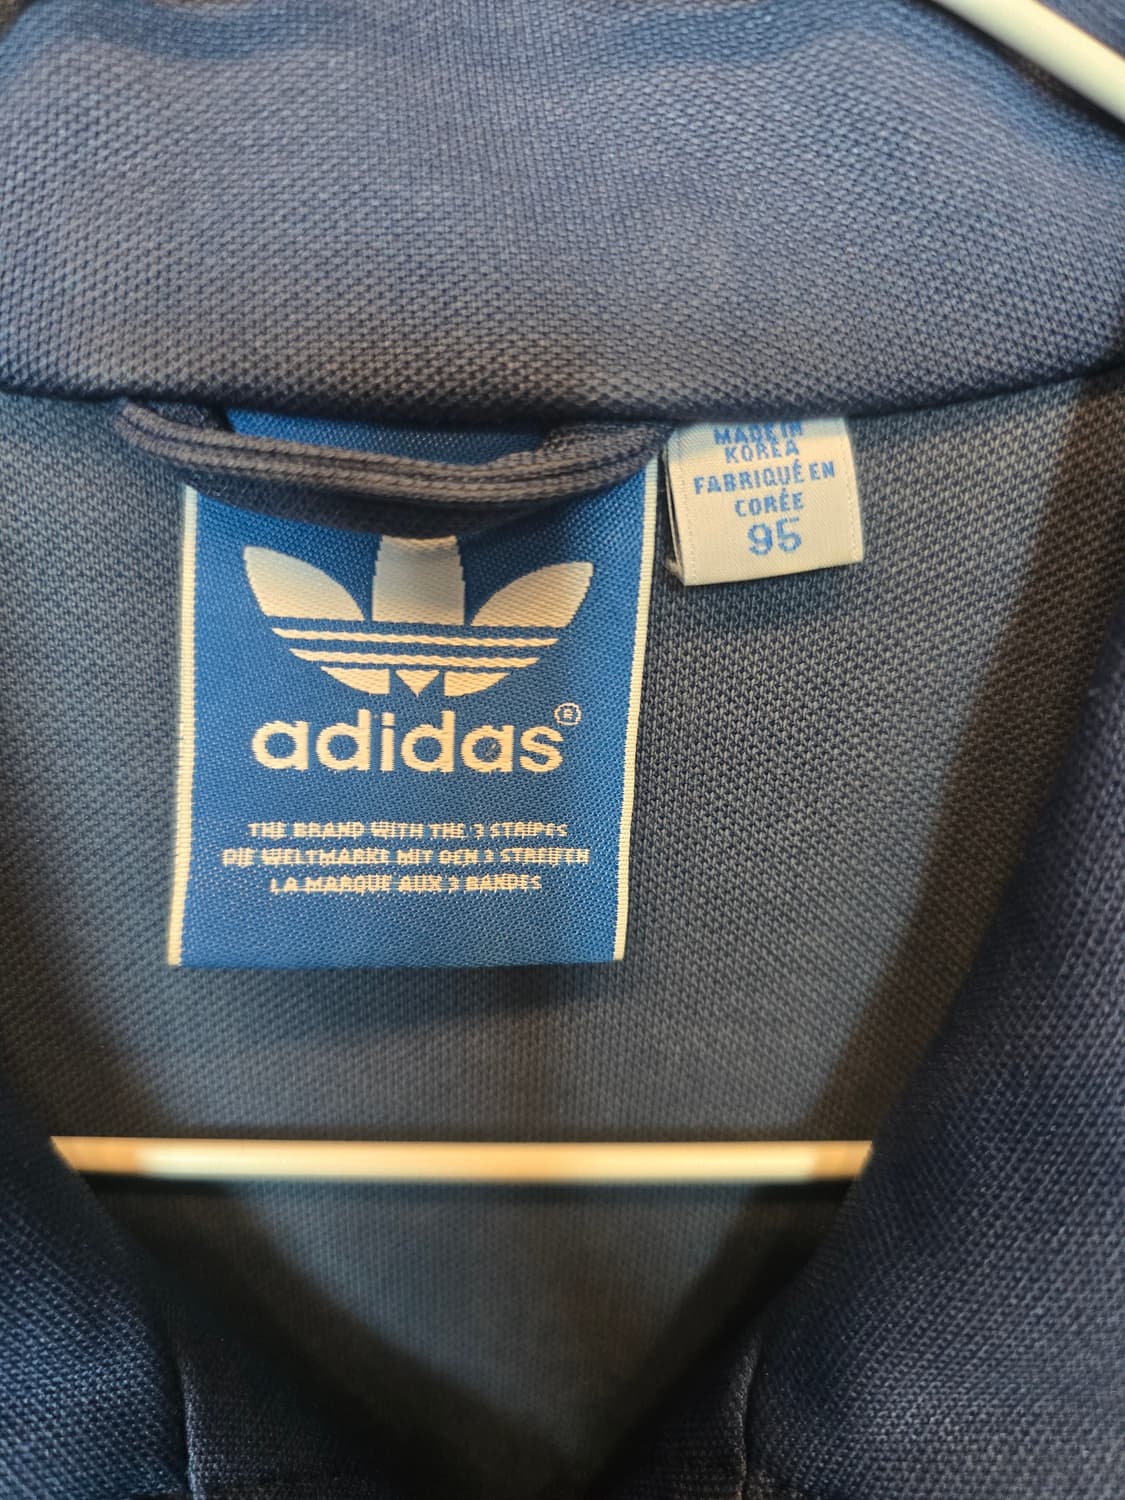 MADE IN
KOREA
FABRIQUÉ EN
CORÉE
95
adidas®
THE BRAND WITH THE 3 STRIPES
DIE WELTMARKE MIT DEN 3 STREIFEN
LA MARQUE AUX 3 BANDES